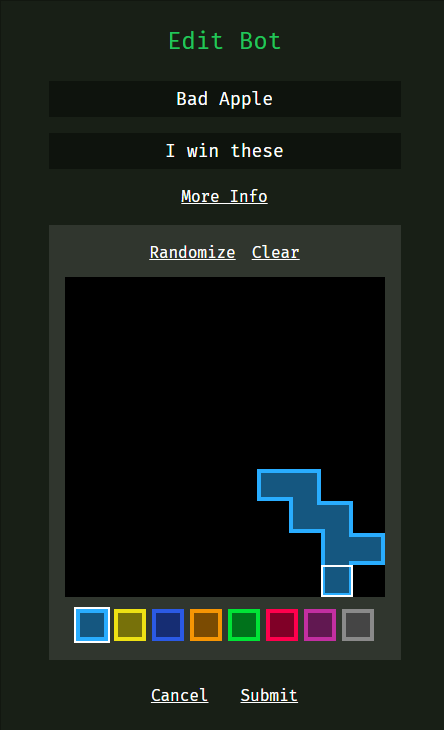 Edit Bot
Bad Apple
I win these
More Info
Randomize Clear
Cancel Submit